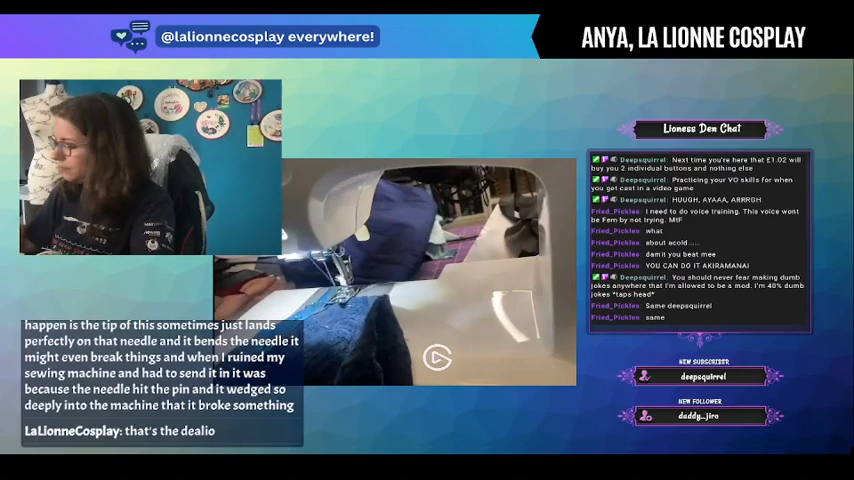 @lalionnecosplay everywhere!
ANYA, LA LIONNE COSPLAY
Lioness Den Chat
Deepsquirrel: Next time you're here that £1.02 will
buy you 2 individual buttons and nothing else
Deepsquirrel: Practicing your VO skills for when
you get cast in a video game
Deepsquirrel: HUUGH, AYAAA, ARRRGH
Fried_Pickles: I need to do voice training. This voice wont
be Fem by not trying. MtF
Fried_Pickles: what
Fried_Pickles: about acold.....
Fried_Pickles: damit you beat mee
Fried_Pickles: YOU CAN DO IT AKIRAMANAI
Deepsquirrel: You should never fear making dumb
jokes anywhere that I'm allowed to be a mod. I'm 40% dumb
jokes *taps head*
Fried_Pickles: Same deepsquirrel
Fried_Pickles: same
NEW SUBSCRIBER
deepsquirrel
NEW FOLLOWER
daddy_jiro
happen is the tip of this sometimes just lands
perfectly on that needle and it bends the needle it
might even break things and when I ruined my
sewing machine and had to send it in it was
because the needle hit the pin and it wedged so
deeply into the machine that it broke something
LaLionneCosplay: that's the dealio